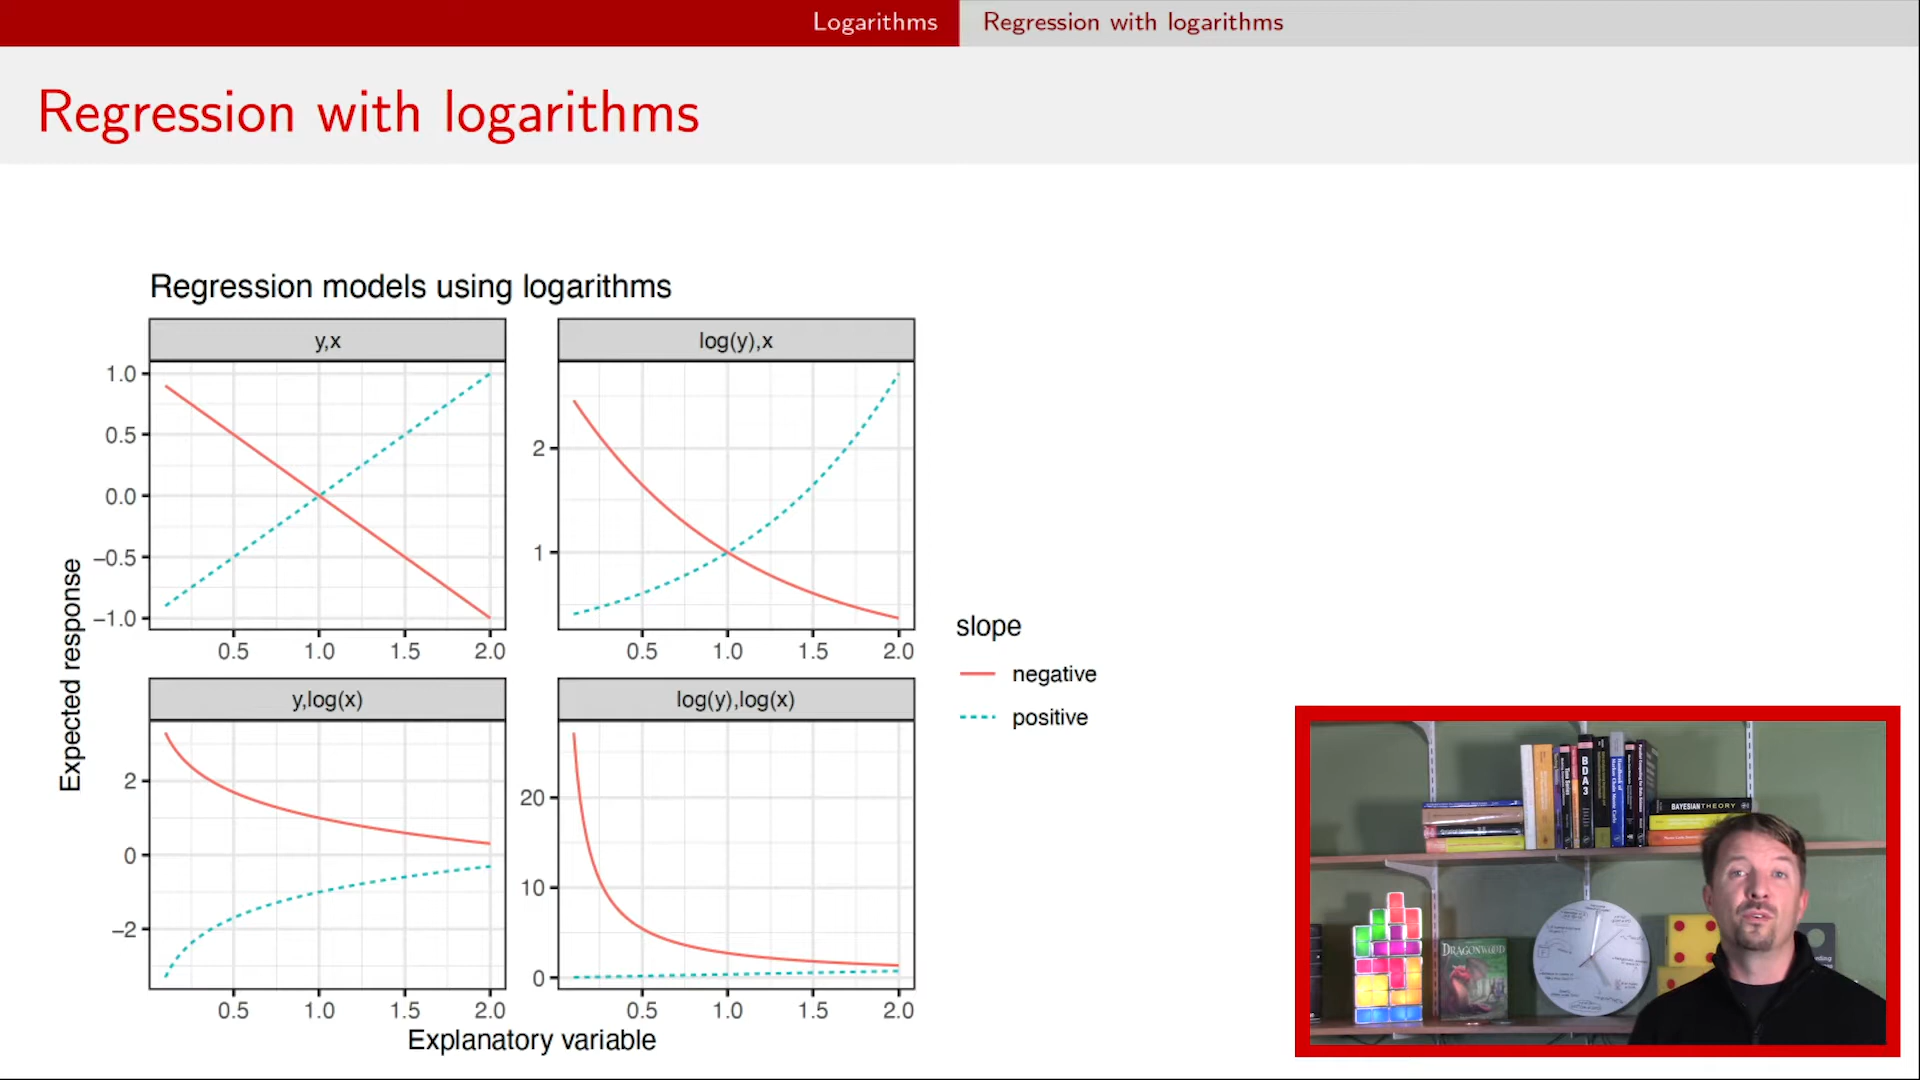 Logarithms
Regression with logarithms
Regression with logarithms
Regression models using logarithms
y,x
log(y),x
1.0
0.5
0.0
−0.5
−1.0
2
1
0.5 1.0 1.5 2.0
0.5 1.0 1.5 2.0
y,log(x)
log(y),log(x)
2
0
−2
20
10
0
0.5 1.0 1.5 2.0
0.5 1.0 1.5 2.0
Expected response
Explanatory variable
slope
negative
positive
BDA3
BAYESIAN THEORY
DRAGONWOOD